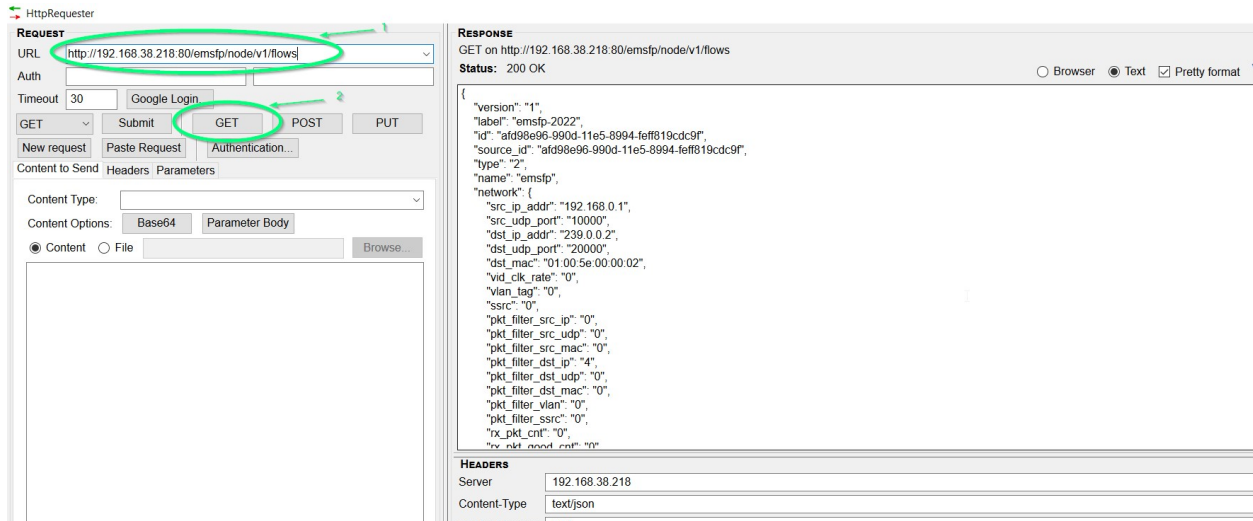 HttpRequester
REQUEST
1
URL http://192.168.38.218:80/emsfp/node/v1/flows
Auth
Timeout 30 Google Login...
2
GET Submit GET POST PUT
New request Paste Request Authentication...
Content to Send Headers Parameters
Content Type:
Content Options: Base64 Parameter Body
Content File Browse...
RESPONSE
GET on http://192.168.38.218:80/emsfp/node/v1/flows
Status: 200 OK
Browser Text Pretty format
{
"version": "1",
"label": "emsfp-2022",
"id": "afd98e96-990d-11e5-8994-feff819cdc9f",
"source_id": "afd98e96-990d-11e5-8994-feff819cdc9f",
"type": "2",
"name": "emsfp",
"network": {
"src_ip_addr": "192.168.0.1",
"src_udp_port": "10000",
"dst_ip_addr": "239.0.0.2",
"dst_udp_port": "20000",
"dst_mac": "01:00:5e:00:00:02",
"vid_clk_rate": "0",
"vlan_tag": "0",
"ssrc": "0",
"pkt_filter_src_ip": "0",
"pkt_filter_src_udp": "0",
"pkt_filter_src_mac": "0",
"pkt_filter_dst_ip": "4",
"pkt_filter_dst_udp": "0",
"pkt_filter_dst_mac": "0",
"pkt_filter_vlan": "0",
"pkt_filter_ssrc": "0",
"rx_pkt_cnt": "0",
"rx_pkt_good_cnt": "0"
HEADERS
Server 192.168.38.218
Content-Type text/json